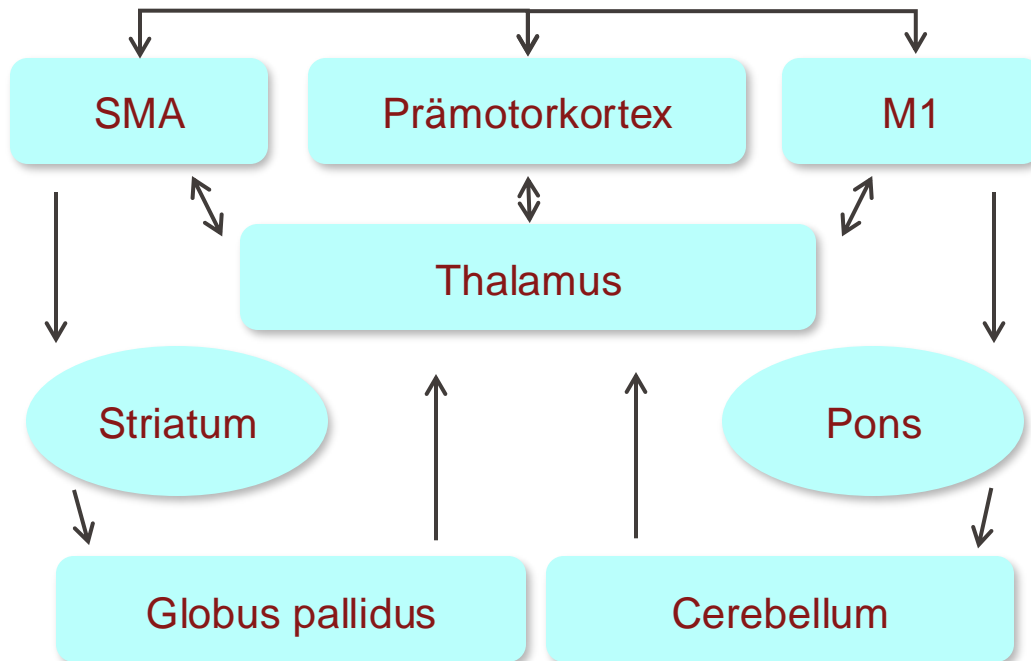 SMA
Prämotorkortex
M1
Thalamus
Striatum
Pons
Globus pallidus
Cerebellum